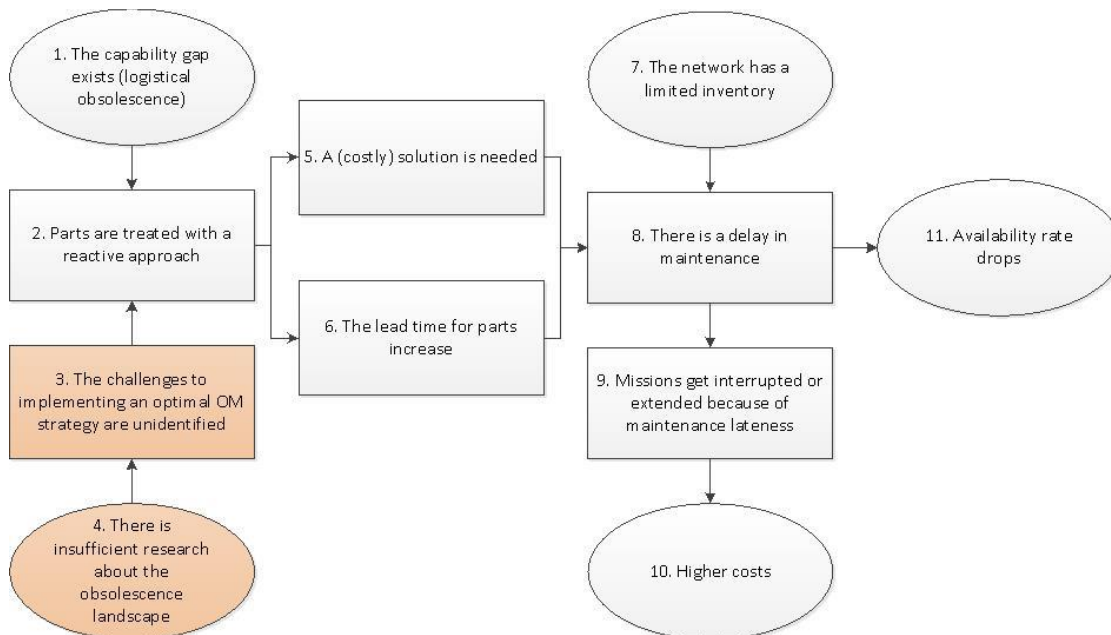 1. The capability gap
exists (logistical
obsolescence)
2. Parts are treated with a
reactive approach
3. The challenges to
implementing an optimal OM
strategy are unidentified
4. There is
insufficient research
about the
obsolescence
landscape
5. A (costly) solution is needed
6. The lead time for parts
increase
7. The network has a
limited inventory
8. There is a delay in
maintenance
9. Missions get interrupted or
extended because of
maintenance lateness
10. Higher costs
11. Availability rate
drops